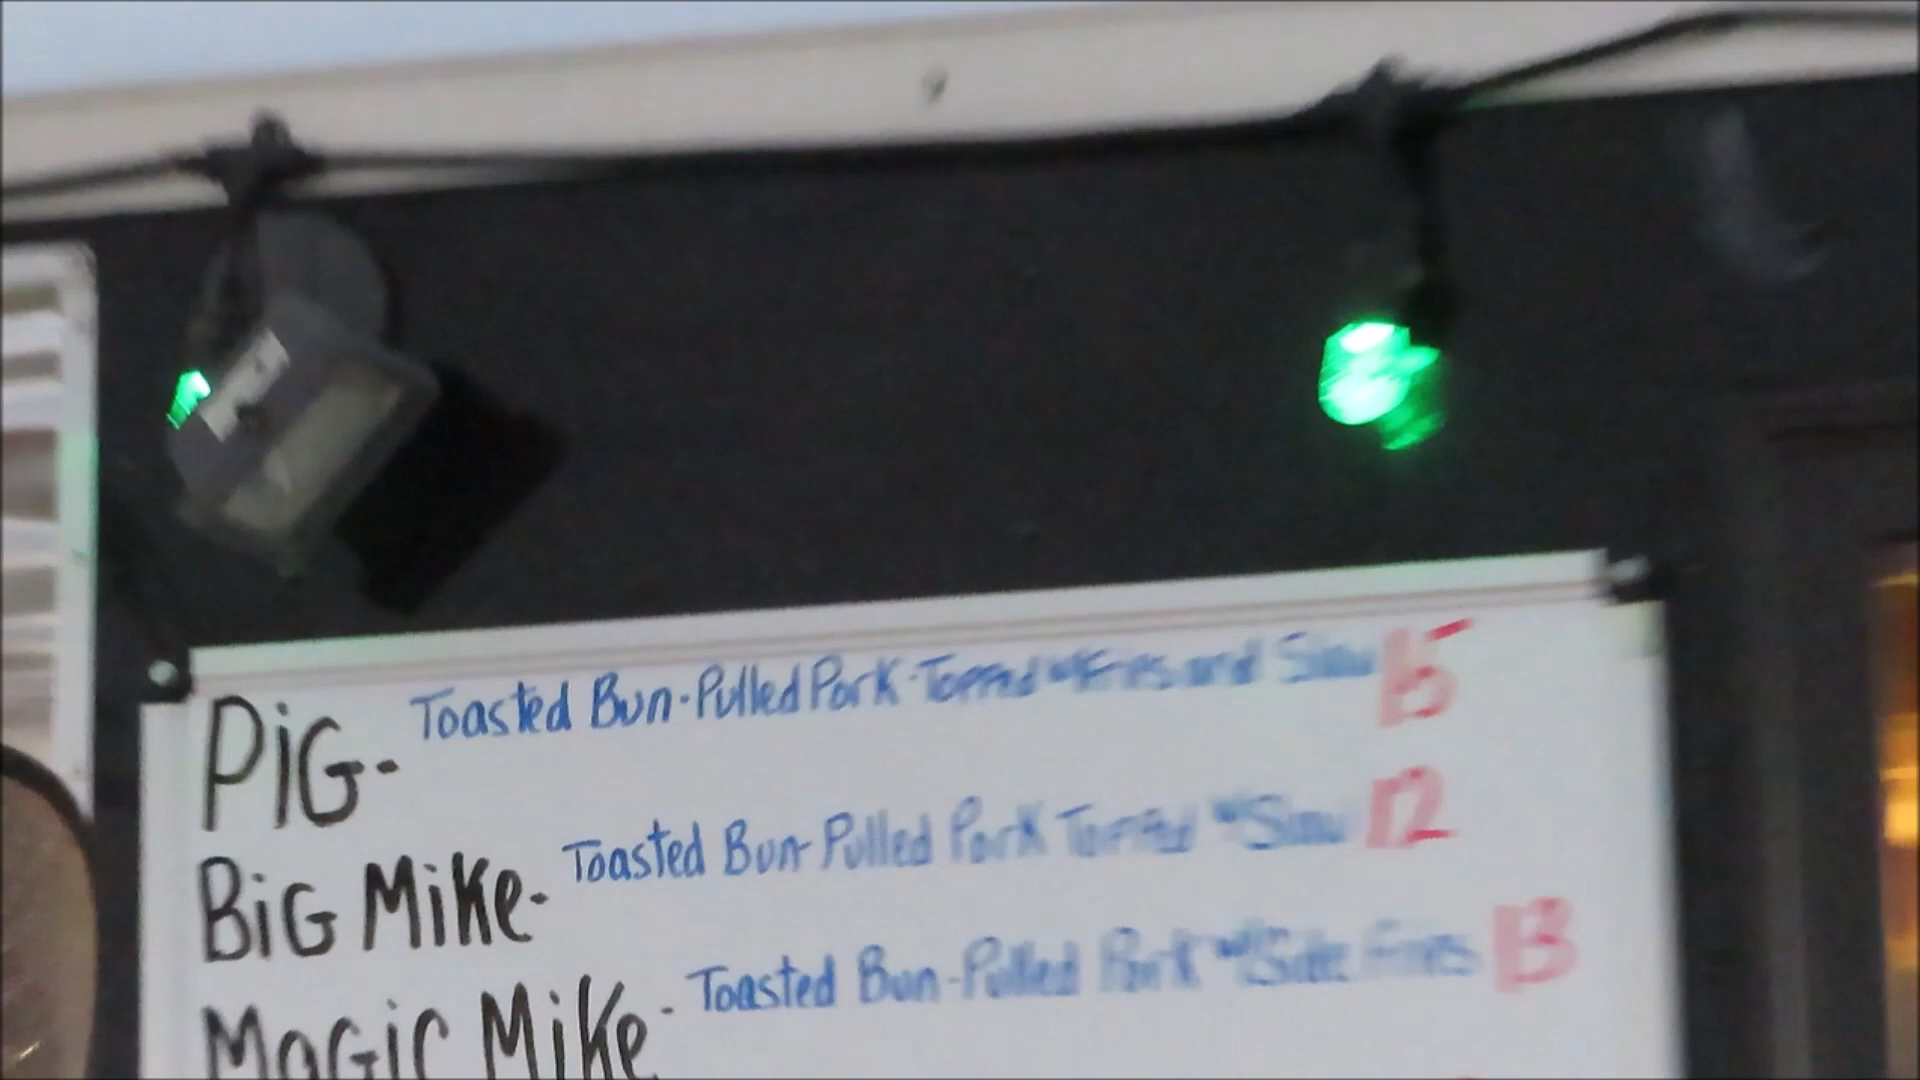 PiG- Toasted Bun-Pulled Pork-Topped w/Fries and Slaw 15
BiG Mike- Toasted Bun-Pulled Pork Topped w/Slaw 12
MaGic Mike- Toasted Bun-Pulled Pork w/Side Fries 13